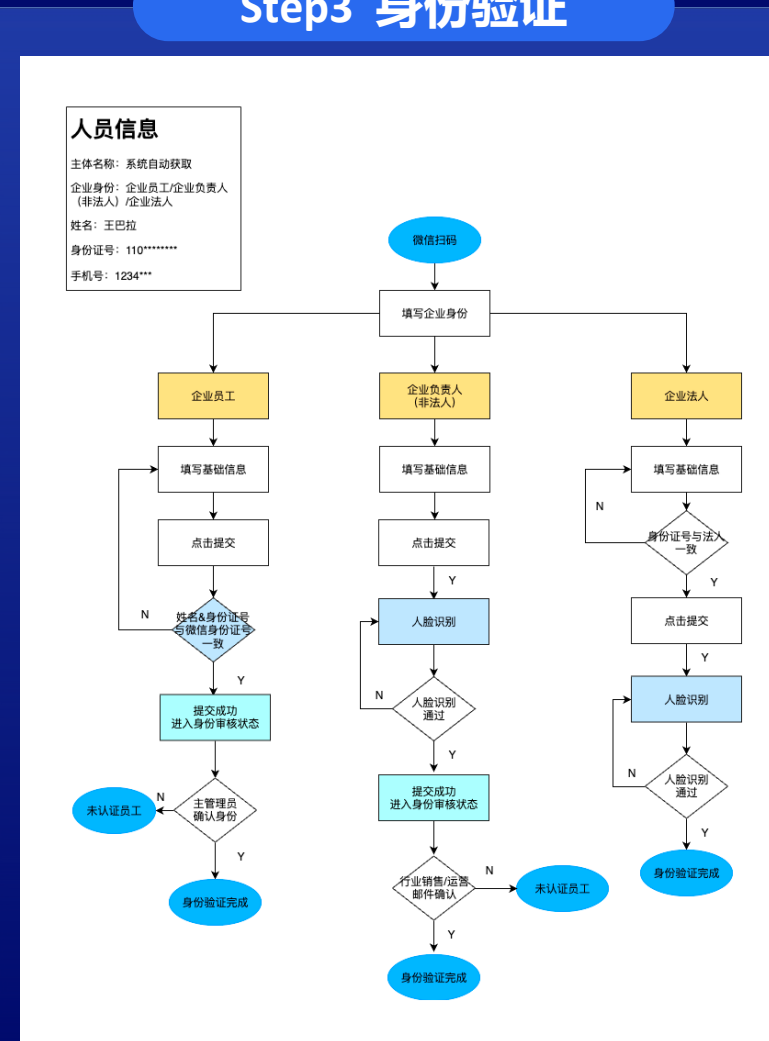 Step3 身份验证
人员信息
主体名称：系统自动获取
企业身份：企业员工/企业负责人
（非法人）/企业法人
姓名：王巴拉
身份证号：110********
手机号：1234***
微信扫码
填写企业身份
企业员工
企业负责人
（非法人）
企业法人
填写基础信息
填写基础信息
填写基础信息
N
点击提交
点击提交
身份证号与法人
一致
Y
Y
N
姓名&身份证号
与微信身份证号
一致
人脸识别
点击提交
Y
Y
N
人脸识别
通过
人脸识别
提交成功
进入身份审核状态
Y
N
人脸识别
通过
N
主管理员
确认身份
未认证员工
提交成功
进入身份审核状态
Y
Y
身份验证完成
行业销售/运营
邮件确认
N
未认证员工
身份验证完成
Y
身份验证完成